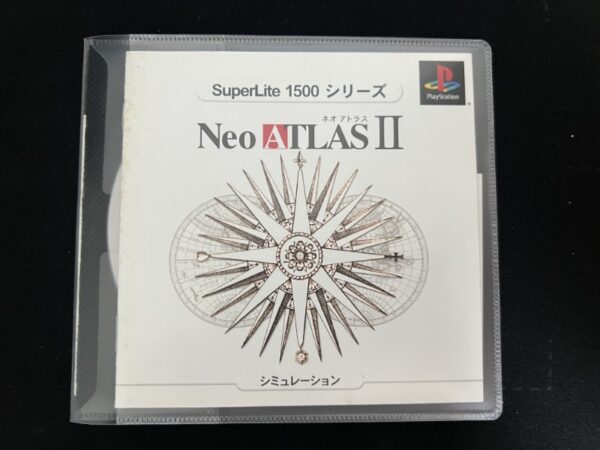 SuperLite 1500 シリーズ
PlayStation
ネオ アトラス
Neo ATLAS II
シミュレーション